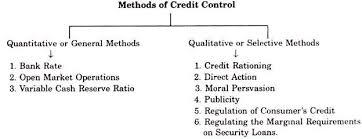 Methods of Credit Control
Quantitative or General Methods
1. Bank Rate
2. Open Market Operations
3. Variable Cash Reserve Ratio
Qualitative or Selective Methods
1. Credit Rationing
2. Direct Action
3. Moral Persvasion
4. Publicity
5. Regulation of Consumer's Credit
6. Regulating the Marginal Requirements
on Security Loans.